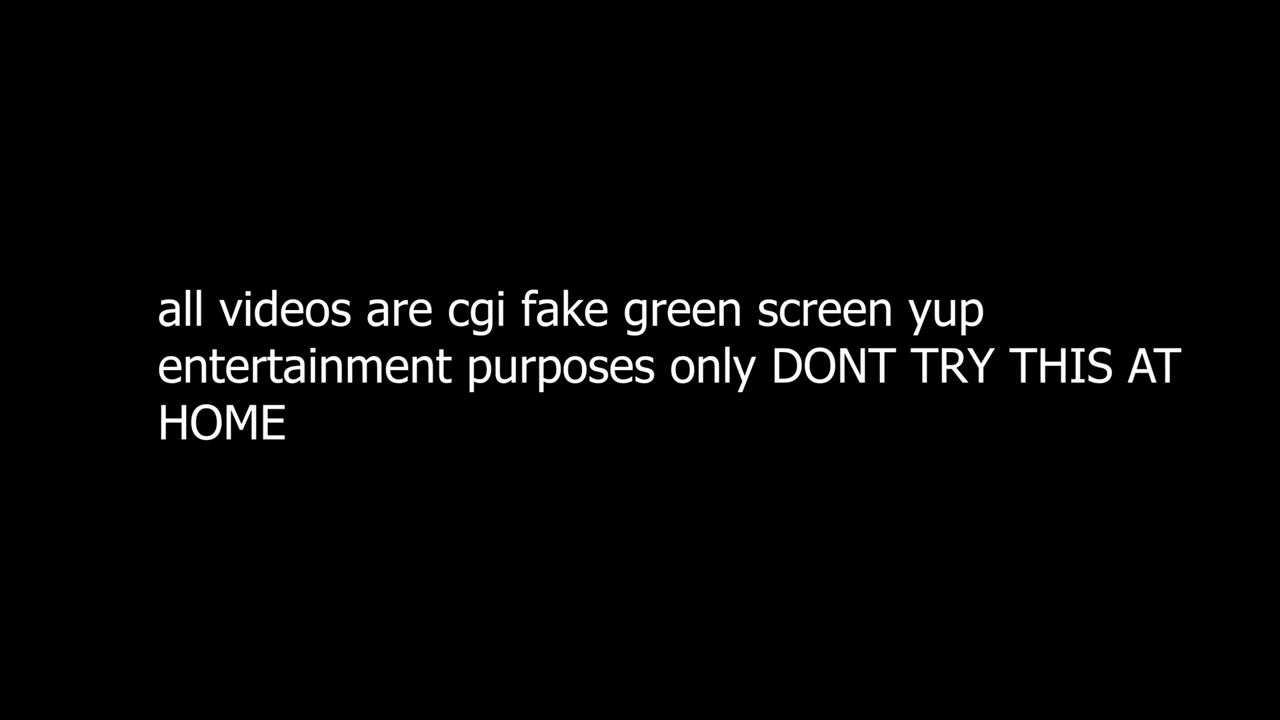 all videos are cgi fake green screen yup
entertainment purposes only DONT TRY THIS AT
HOME